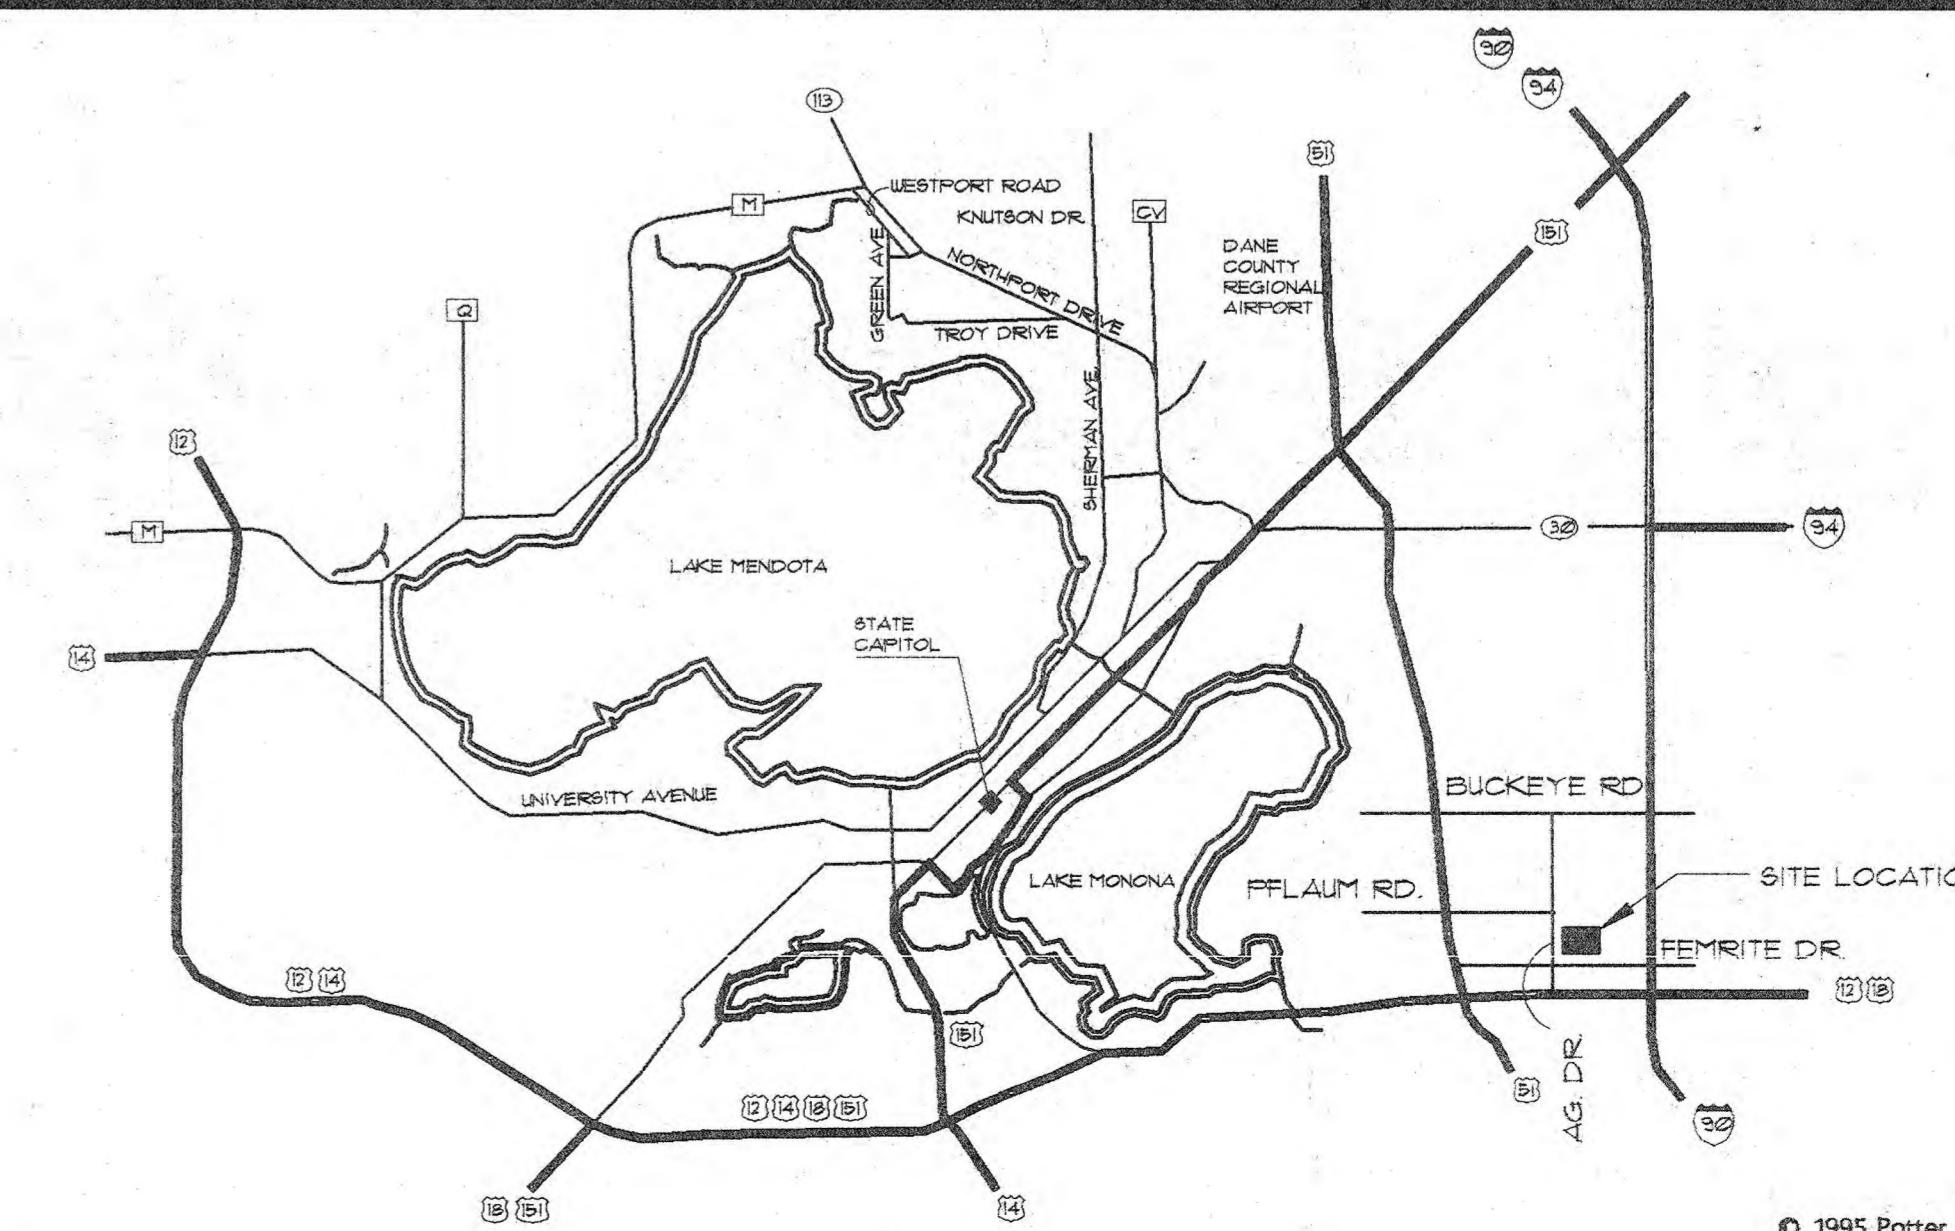 90
94
113
51
WESTPORT ROAD
M
KNUTSON DR.
CV
151
DANE
COUNTY
REGIONAL
AIRPORT
NORTHPORT DRIVE
GREEN AVE.
Q
TROY DRIVE
SHERMAN AVE.
12
M
30
94
LAKE MENDOTA
STATE
CAPITOL
14
BUCKEYE RD
UNIVERSITY AVENUE
LAKE MONONA
PFLAUM RD.
SITE LOCATIO
FEMRITE DR.
12 14
12 18
151
AG. DR.
51
12 14 18 151
90
18 151
14
© 1995 Potter